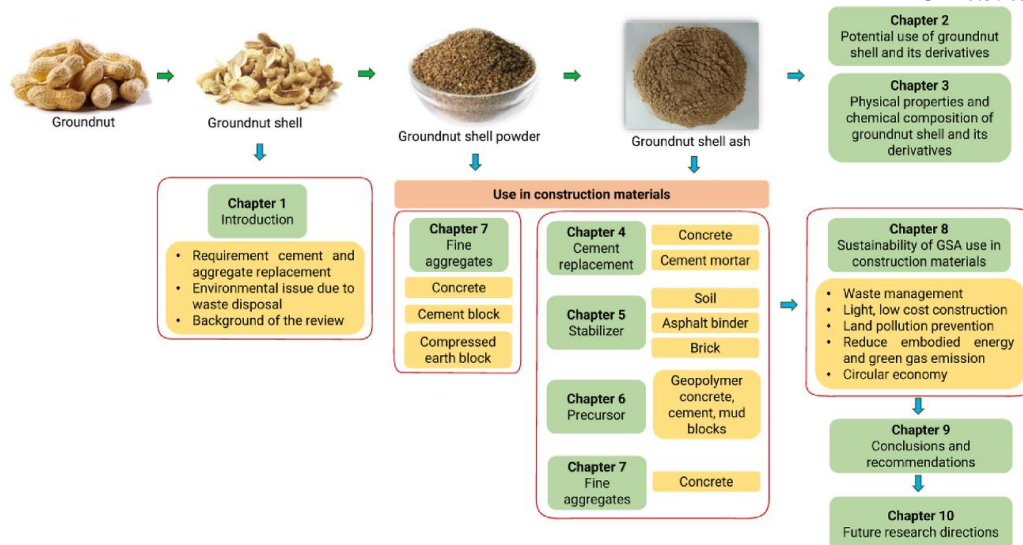 Groundnut
Groundnut shell
Groundnut shell powder
Groundnut shell ash
Chapter 2
Potential use of groundnut
shell and its derivatives
Chapter 3
Physical properties and
chemical composition of
groundnut shell and its
derivatives
Chapter 1
Introduction
• Requirement cement and
aggregate replacement
• Environmental issue due to
waste disposal
• Background of the review
Use in construction materials
Chapter 7
Fine
aggregates
Concrete
Cement block
Compressed
earth block
Chapter 4
Cement
replacement
Concrete
Cement mortar
Chapter 5
Stabilizer
Soil
Asphalt binder
Brick
Chapter 6
Precursor
Geopolymer
concrete,
cement, mud
blocks
Chapter 7
Fine
aggregates
Concrete
Chapter 8
Sustainability of GSA use in
construction materials
• Waste management
• Light, low cost construction
• Land pollution prevention
• Reduce embodied energy
and green gas emission
• Circular economy
Chapter 9
Conclusions and
recommendations
Chapter 10
Future research directions